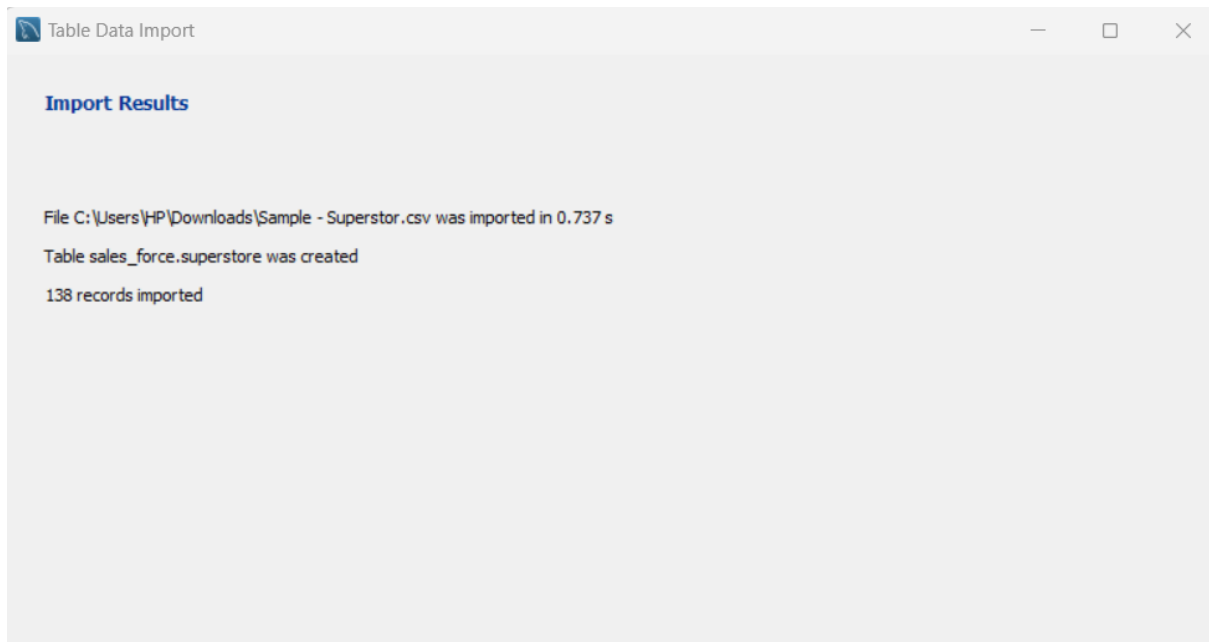 Table Data Import
Import Results
File C:\Users\HP\Downloads\Sample - Superstor.csv was imported in 0.737 s
Table sales_force.superstore was created
138 records imported